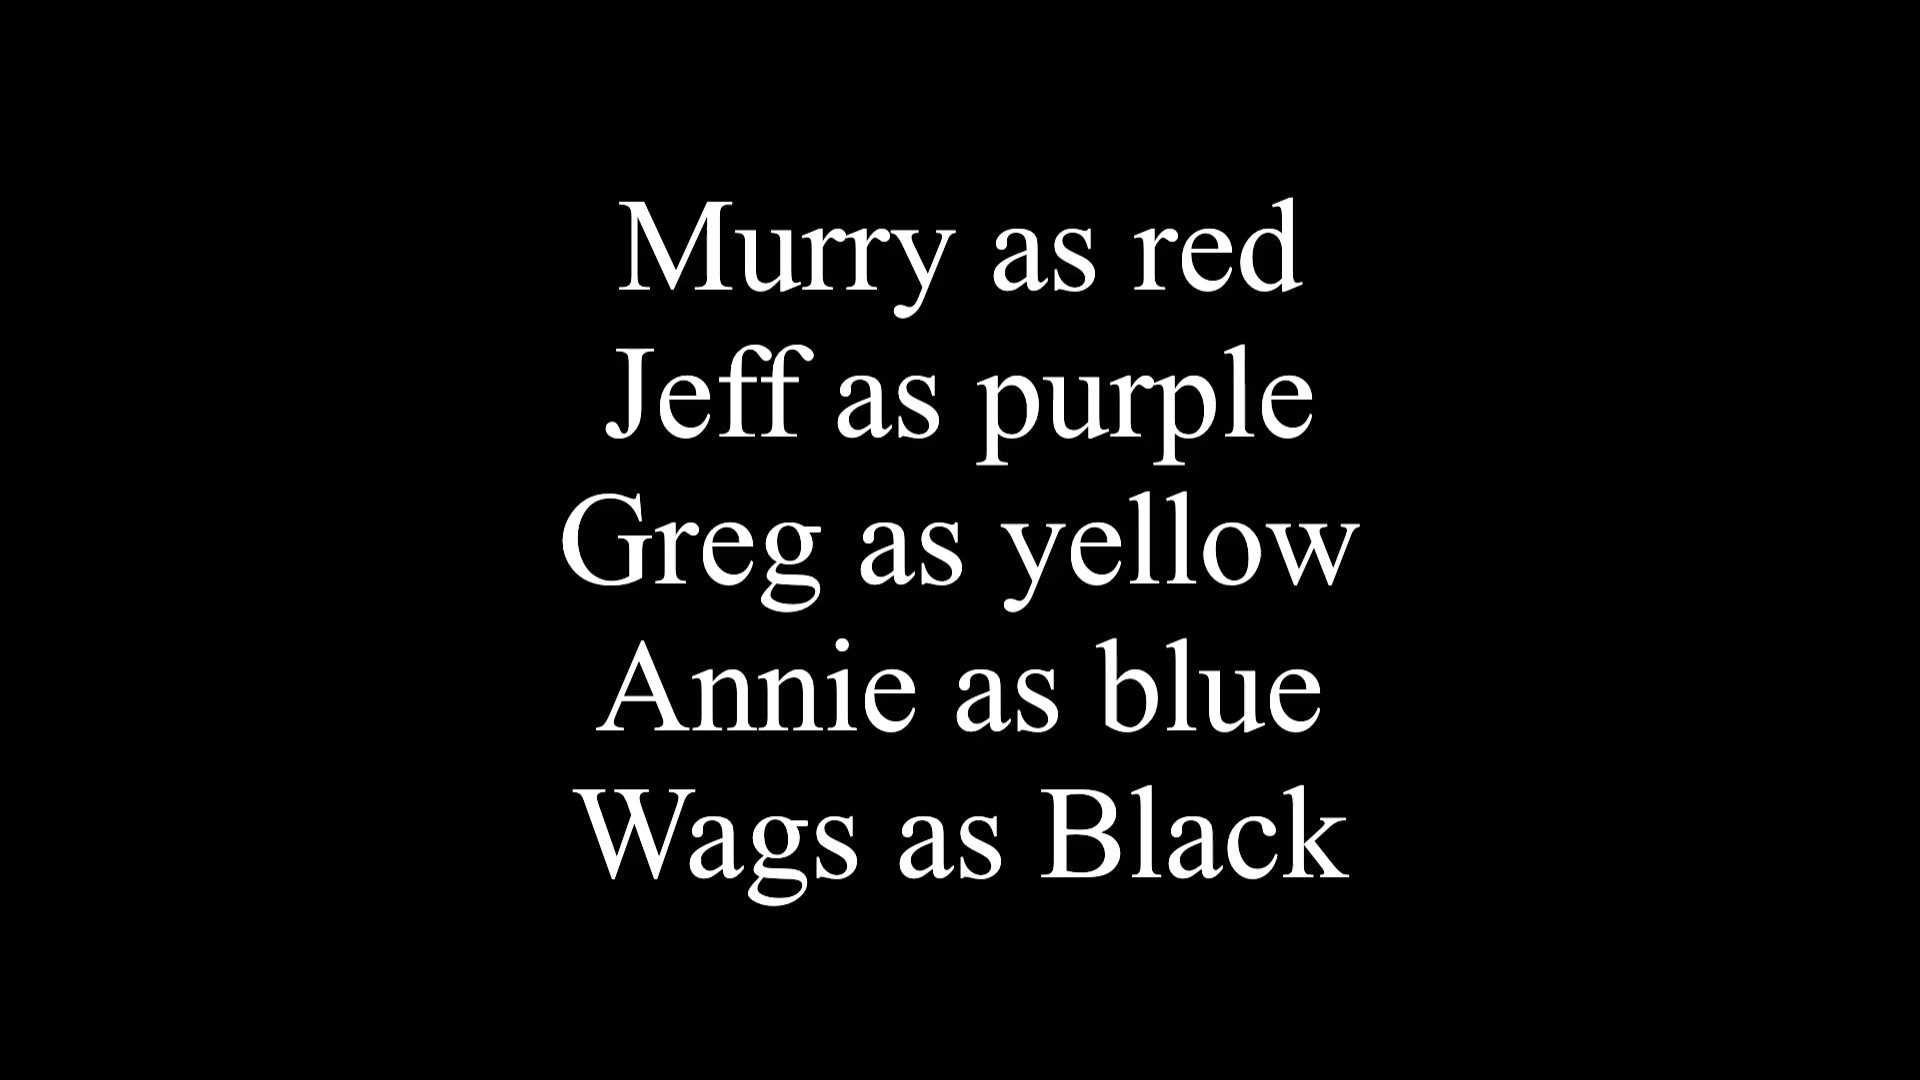 Murry as red
Jeff as purple
Greg as yellow
Annie as blue
Wags as Black